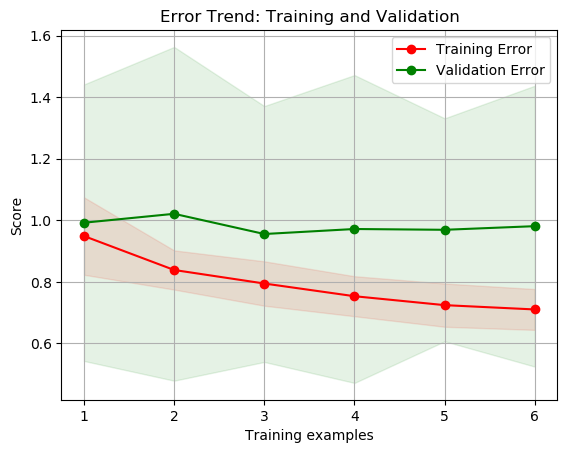 Error Trend: Training and Validation
Training Error
Validation Error
1.6
1.4
1.2
1.0
0.8
0.6
Score
1 2 3 4 5 6
Training examples